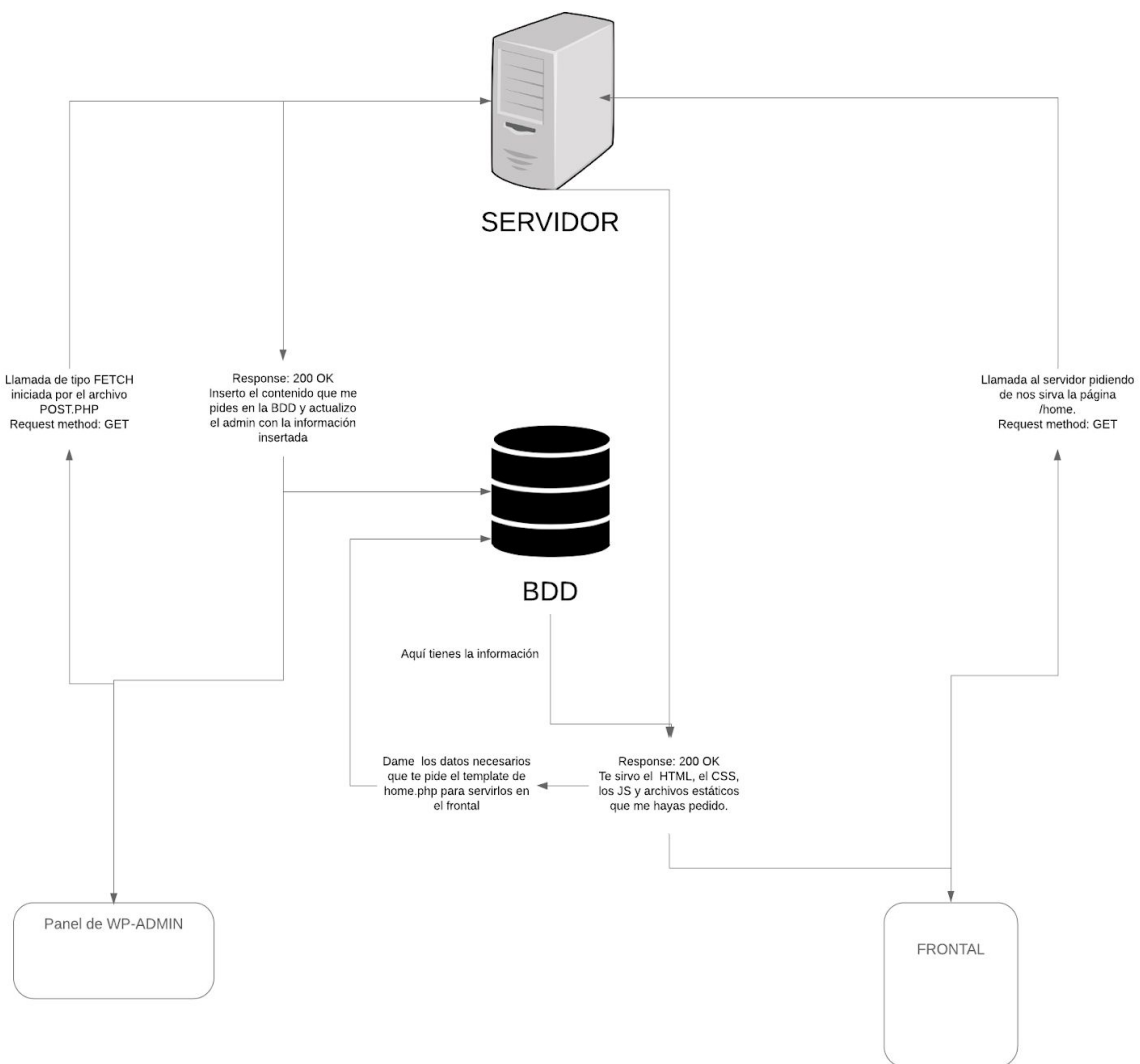 SERVIDOR
Llamada de tipo FETCH
iniciada por el archivo
POST.PHP
Request method: GET
Response: 200 OK
Inserto el contenido que me
pides en la BDD y actualizo
el admin con la información
insertada
Llamada al servidor pidiendo
de nos sirva la página
/home.
Request method: GET
BDD
Aquí tienes la información
Dame los datos necesarios
que te pide el template de
home.php para servirlos en
el frontal
Response: 200 OK
Te sirvo el HTML, el CSS,
los JS y archivos estáticos
que me hayas pedido.
Panel de WP-ADMIN
FRONTAL